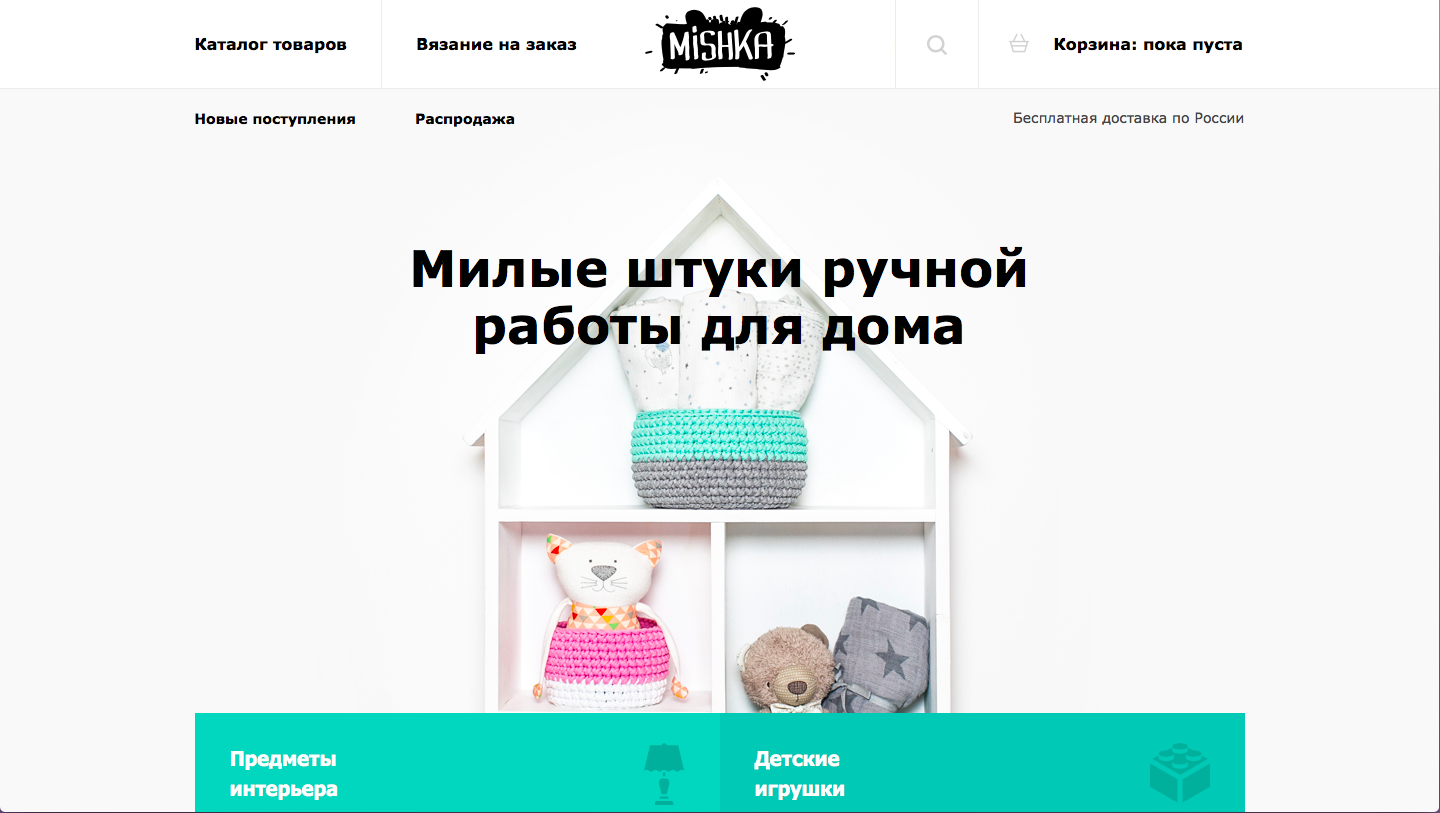 Каталог товаров
Вязание на заказ
MiSHKA
Корзина: пока пуста
Новые поступления
Распродажа
Бесплатная доставка по России
Милые штуки ручной
работы для дома
Предметы
интерьера
Детские
игрушки